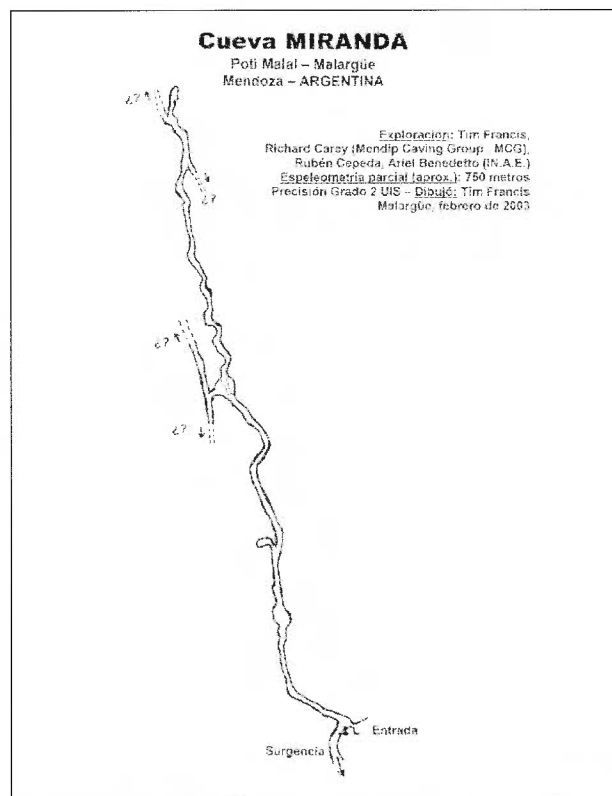 Cueva MIRANDA
Poti Malal – Malargüe
Mendoza – ARGENTINA
Exploración: Tim Francis,
Richard Carey (Mendip Caving Group - MCG),
Rubén Cepeda, Ariel Benedetto (IN.A.E.)
Espeleometría parcial (aprox.): 750 metros
Precisión Grado 2 UIS – Dibujó: Tim Francis
Malargüe, febrero de 2003
¿?
¿?
¿?
¿?
Entrada
Surgencia